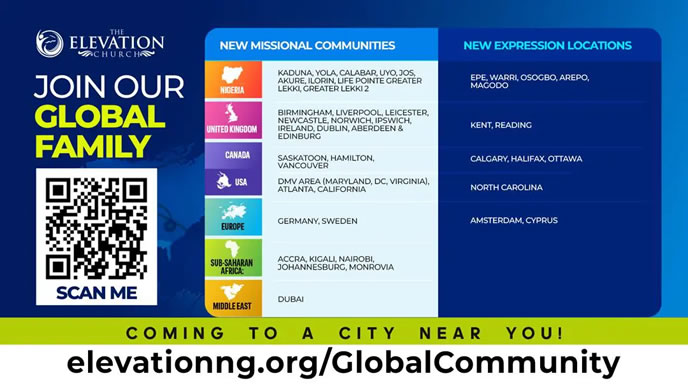 THE
ELEVATION
CHURCH
JOIN OUR
GLOBAL
FAMILY
SCAN ME
NEW MISSIONAL COMMUNITIES
NEW EXPRESSION LOCATIONS
NIGERIA
KADUNA, YOLA, CALABAR, UYO, JOS,
AKURE, ILORIN, LIFE POINTE GREATER
LEKKI, GREATER LEKKI 2
EPE, WARRI, OSOGBO, AREPO,
MAGODO
UNITED KINGDOM
BIRMINGHAM, LIVERPOOL, LEICESTER,
NEWCASTLE, NORWICH, IPSWICH,
IRELAND, DUBLIN, ABERDEEN &
EDINBURG
KENT, READING
CANADA
SASKATOON, HAMILTON,
VANCOUVER
CALGARY, HALIFAX, OTTAWA
USA
DMV AREA (MARYLAND, DC, VIRGINIA),
ATLANTA, CALIFORNIA
NORTH CAROLINA
EUROPE
GERMANY, SWEDEN
AMSTERDAM, CYPRUS
SUB-SAHARAN
AFRICA:
ACCRA, KIGALI, NAIROBI,
JOHANNESBURG, MONROVIA
MIDDLE EAST
DUBAI
COMING TO A CITY NEAR YOU!
elevationng.org/GlobalCommunity